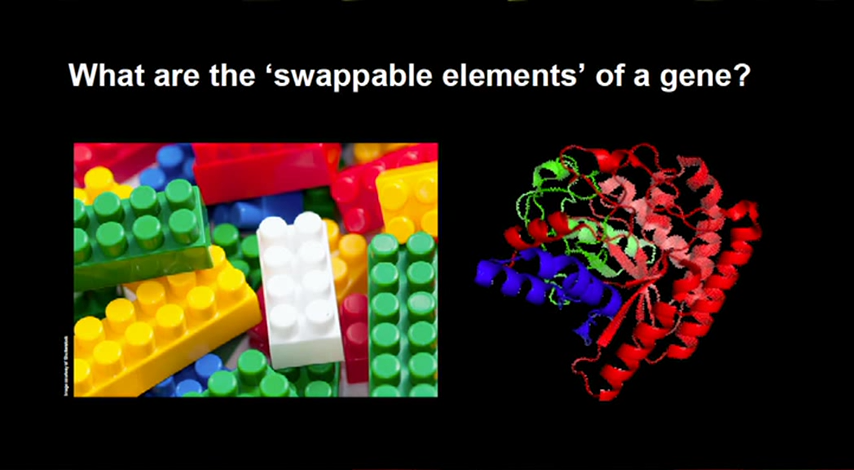 What are the ‘swappable elements’ of a gene?